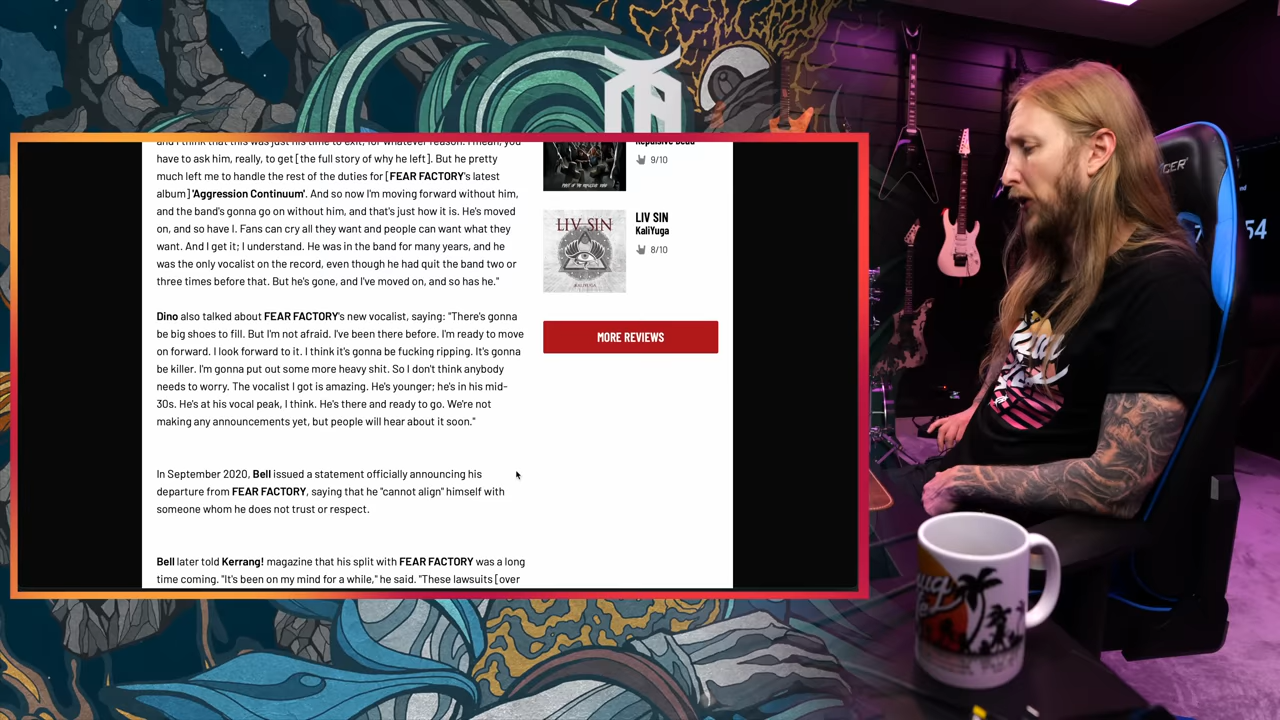 and I think that this was just his time to exit, for whatever reason. I mean, you
have to ask him, really, to get [the full story of why he left]. But he pretty
much left me to handle the rest of the duties for [FEAR FACTORY's latest
album] 'Aggression Continuum'. And so now I'm moving forward without him,
and the band's gonna go on without him, and that's just how it is. He's moved
on, and so have I. Fans can cry all they want and people can want what they
want. And I get it; I understand. He was in the band for many years, and he
was the only vocalist on the record, even though he had quit the band two or
three times before that. But he's gone, and I've moved on, and so has he."
Dino also talked about FEAR FACTORY's new vocalist, saying: "There's gonna
be big shoes to fill. But I'm not afraid. I've been there before. I'm ready to move
on forward. I look forward to it. I think it's gonna be fucking ripping. It's gonna
be killer. I'm gonna put out some more heavy shit. So I don't think anybody
needs to worry. The vocalist I got is amazing. He's younger; he's in his mid-
30s. He's at his vocal peak, I think. He's there and ready to go. We're not
making any announcements yet, but people will hear about it soon."
In September 2020, Bell issued a statement officially announcing his
departure from FEAR FACTORY, saying that he "cannot align" himself with
someone whom he does not trust or respect.
Bell later told Kerrang! magazine that his split with FEAR FACTORY was a long
time coming. "It's been on my mind for a while," he said. "These lawsuits [over
9/10
LIV SIN
LIV SIN
KaliYuga
8/10
KALIYUGA
MORE REVIEWS
54